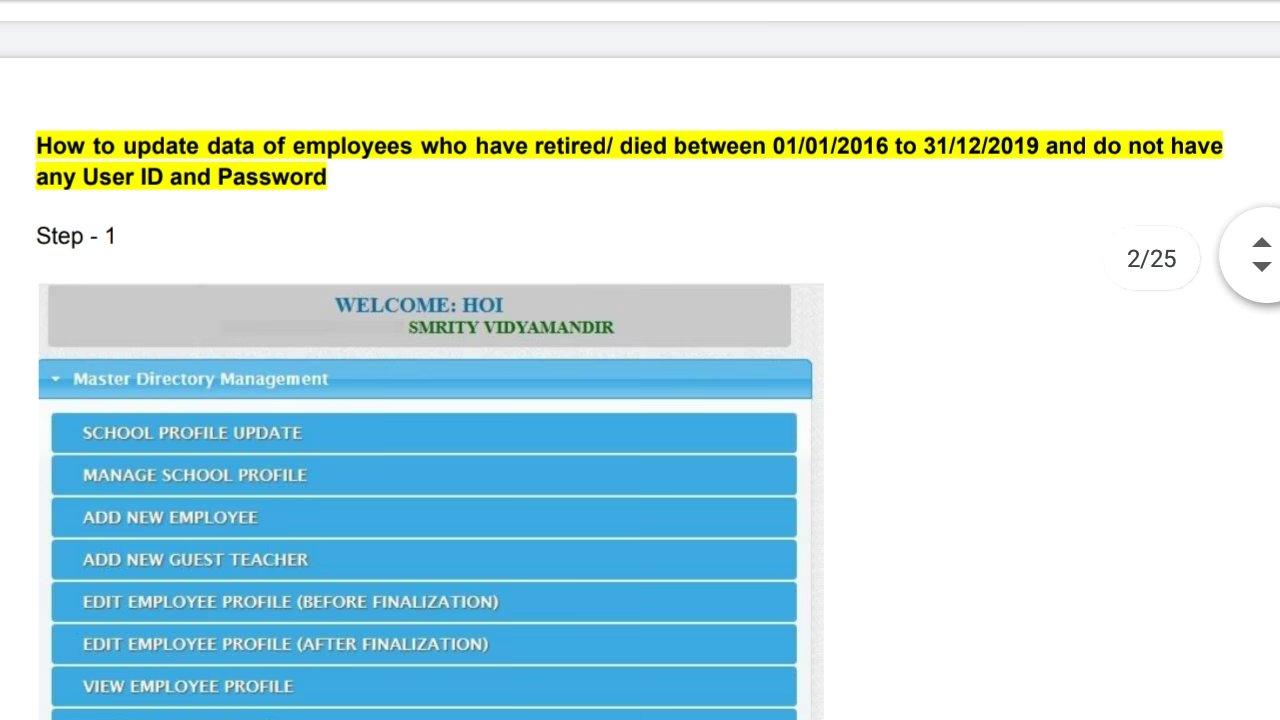 How to update data of employees who have retired/ died between 01/01/2016 to 31/12/2019 and do not have
any User ID and Password
Step - 1
2/25
WELCOME: HOI
SMRITY VIDYAMANDIR
Master Directory Management
SCHOOL PROFILE UPDATE
MANAGE SCHOOL PROFILE
ADD NEW EMPLOYEE
ADD NEW GUEST TEACHER
EDIT EMPLOYEE PROFILE (BEFORE FINALIZATION)
EDIT EMPLOYEE PROFILE (AFTER FINALIZATION)
VIEW EMPLOYEE PROFILE